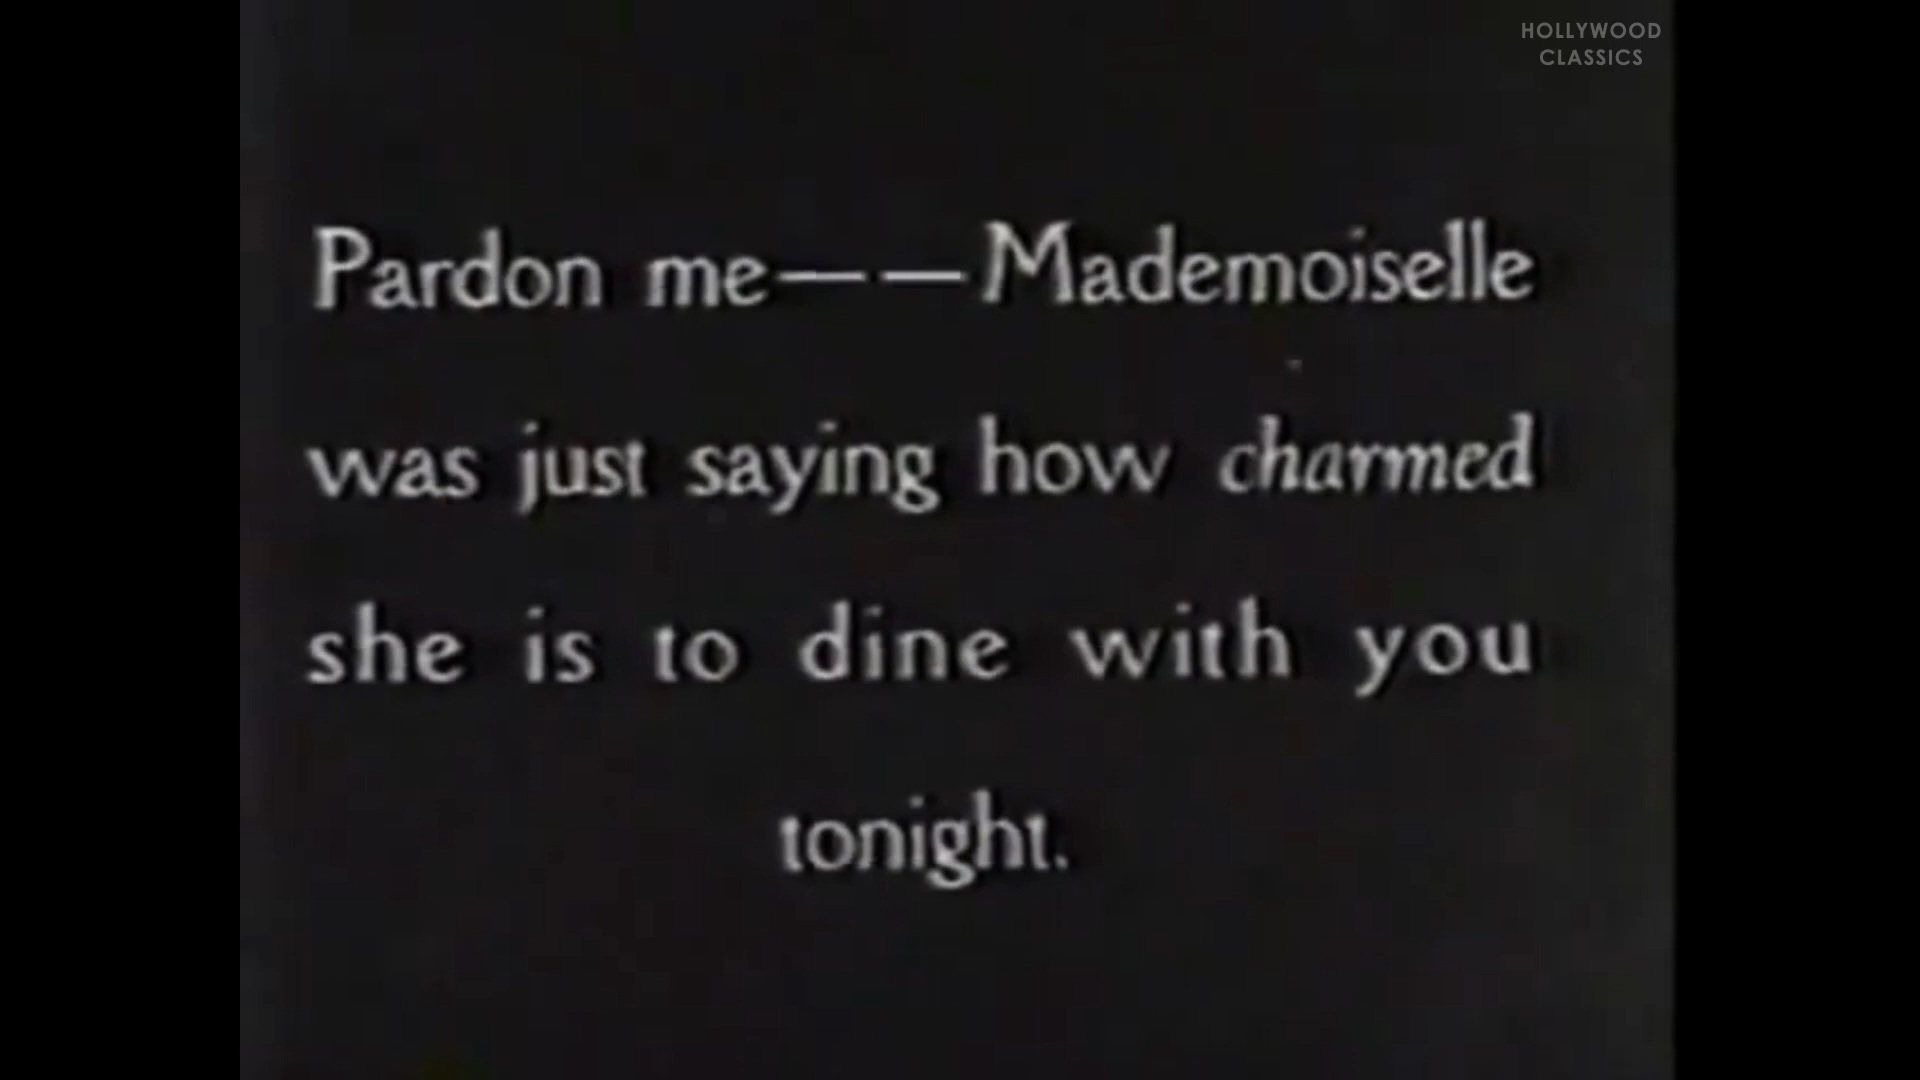 HOLLYWOOD
CLASSICS
Pardon me— —Mademoiselle
was just saying how charmed
she is to dine with you
tonight.